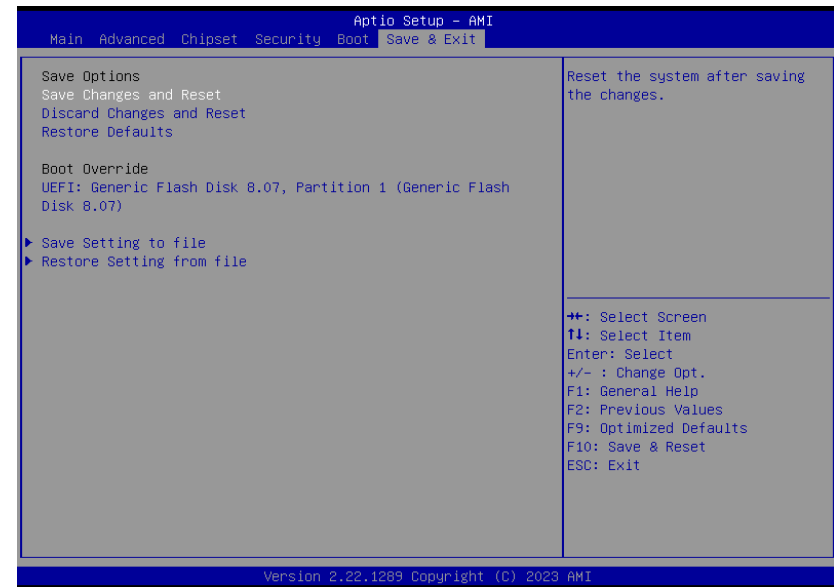 Aptio Setup – AMI
Main Advanced Chipset Security Boot Save & Exit
Save Options
Save Changes and Reset
Discard Changes and Reset
Restore Defaults
Boot Override
UEFI: Generic Flash Disk 8.07, Partition 1 (Generic Flash
Disk 8.07)
▶ Save Setting to file
▶ Restore Setting from file
Reset the system after saving
the changes.
→←: Select Screen
↑↓: Select Item
Enter: Select
+/- : Change Opt.
F1: General Help
F2: Previous Values
F9: Optimized Defaults
F10: Save & Reset
ESC: Exit
Version 2.22.1289 Copyright (C) 2023 AMI